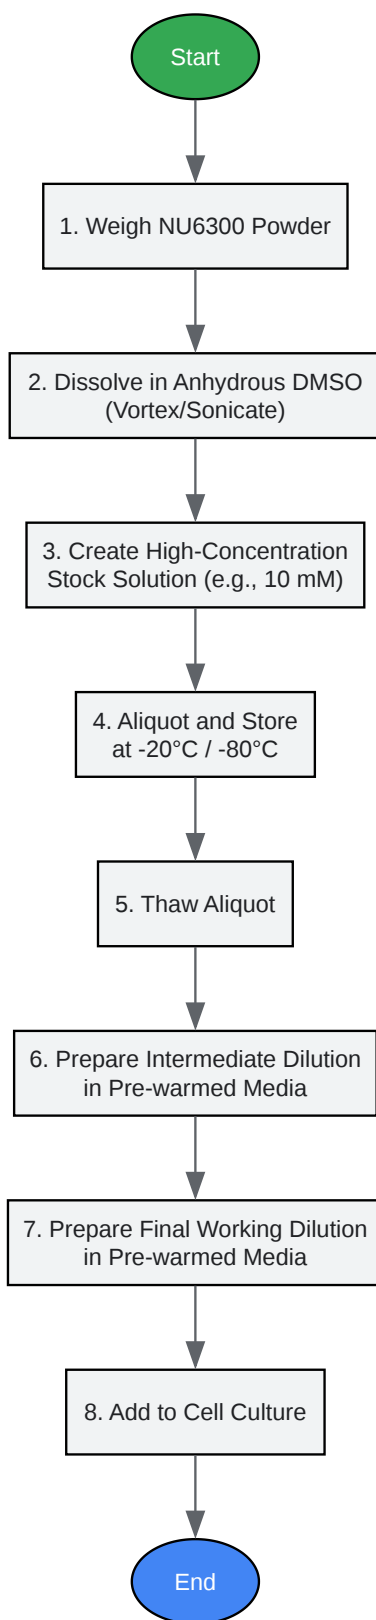 Start
1. Weigh NU6300 Powder
2. Dissolve in Anhydrous DMSO
(Vortex/Sonicate)
3. Create High-Concentration
Stock Solution (e.g., 10 mM)
4. Aliquot and Store
at -20°C / -80°C
5. Thaw Aliquot
6. Prepare Intermediate Dilution
in Pre-warmed Media
7. Prepare Final Working Dilution
in Pre-warmed Media
8. Add to Cell Culture
End